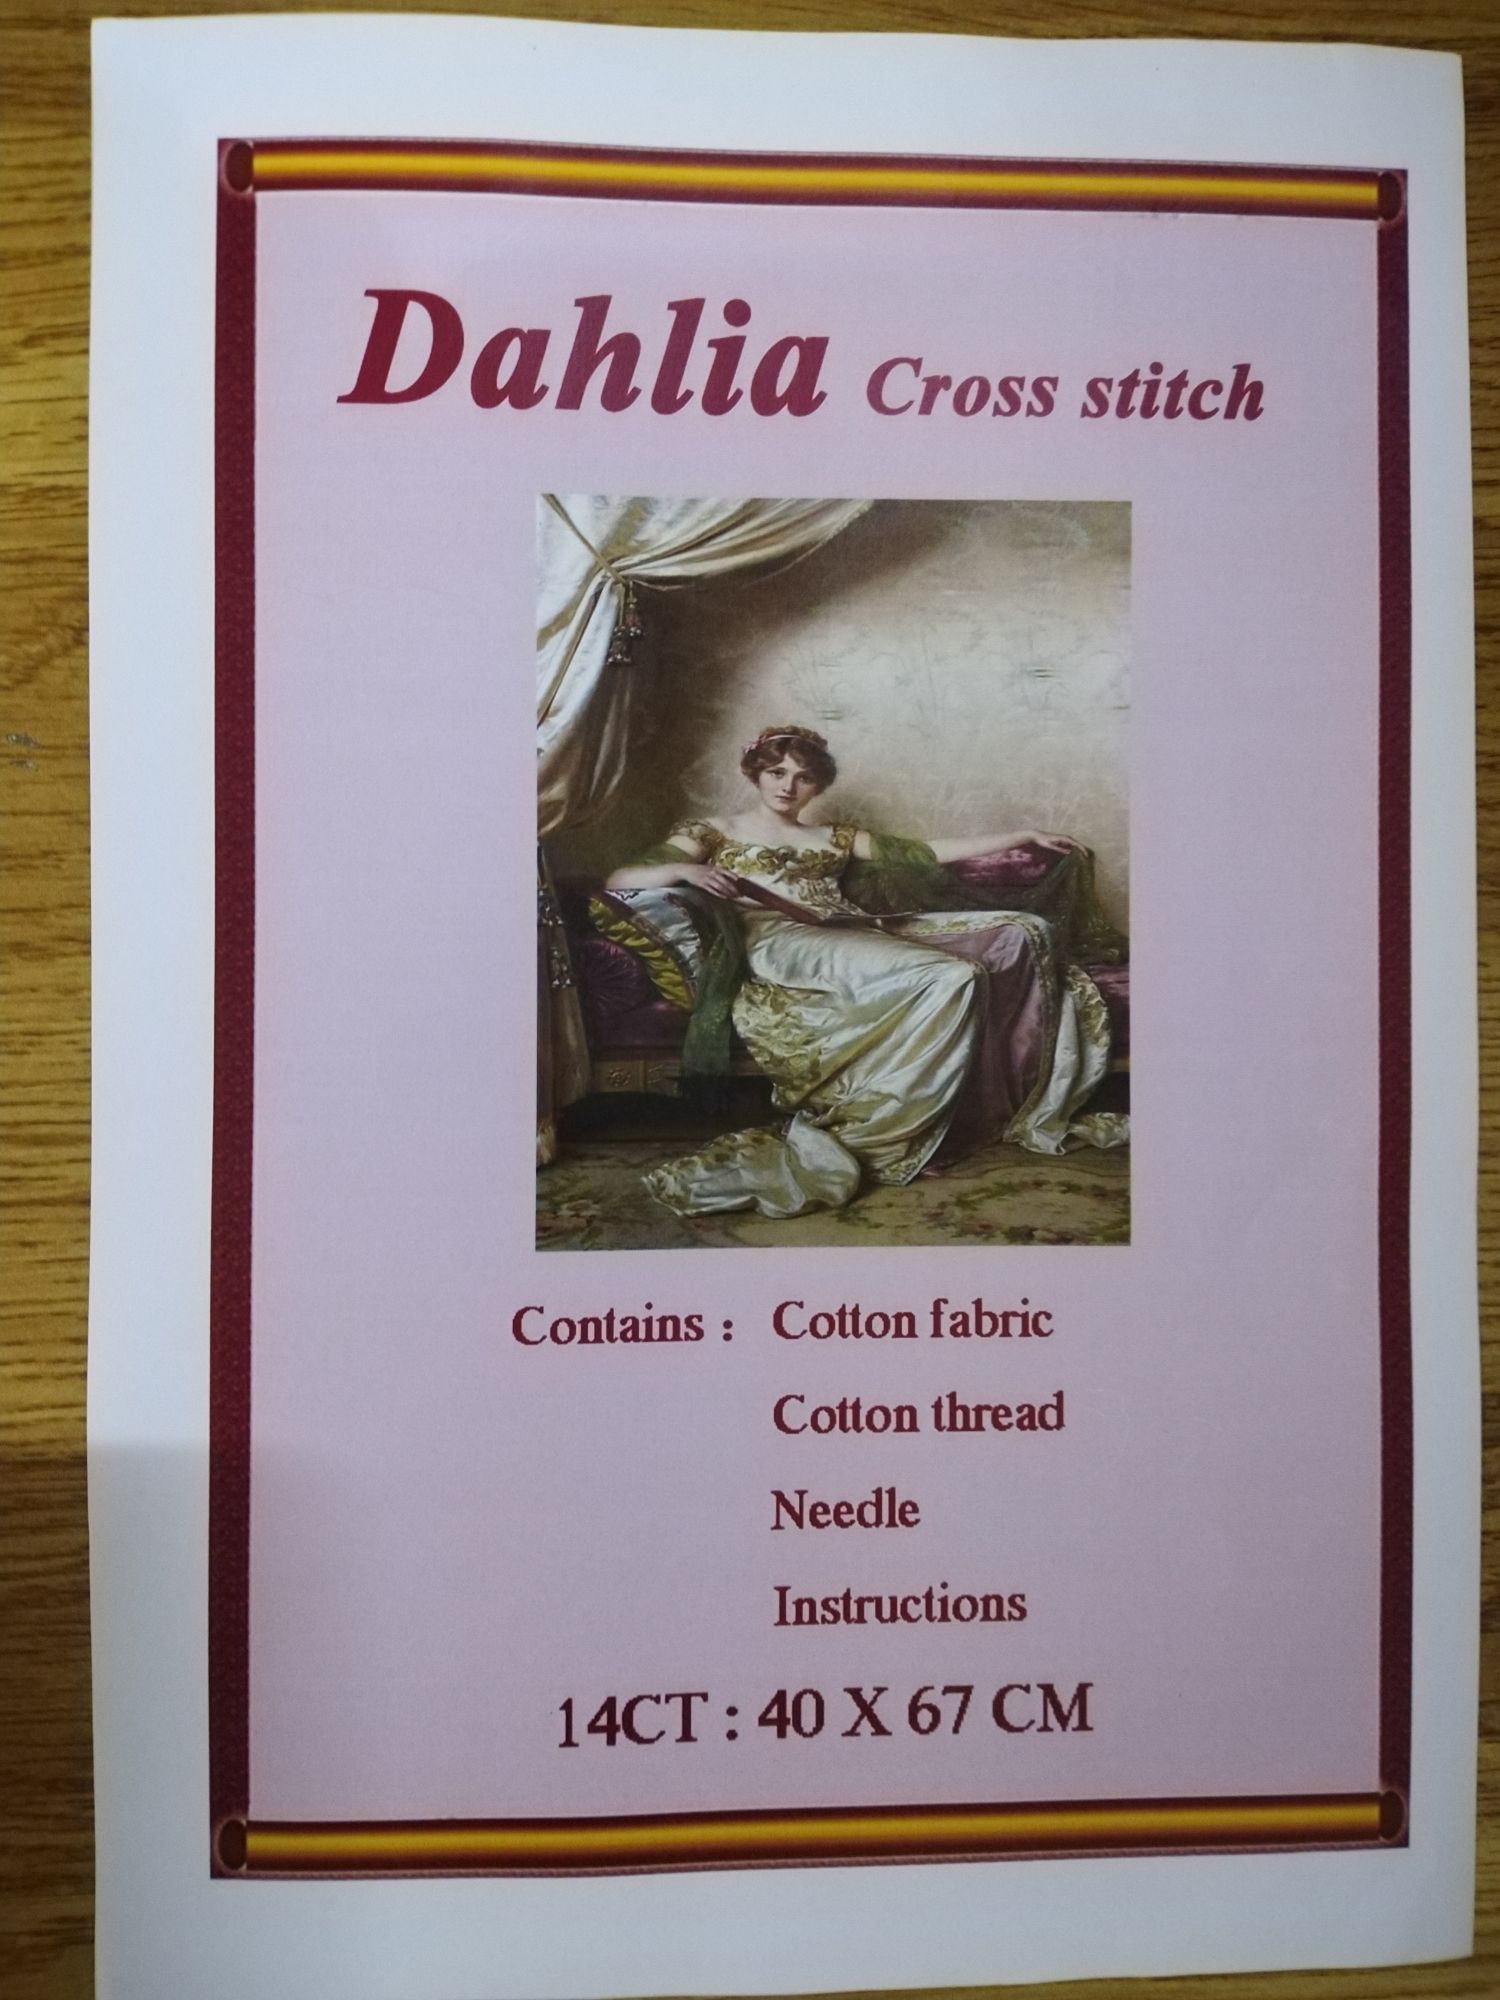 Dahlia Cross stitch
Contains : Cotton fabric
Cotton thread
Needle
Instructions
14CT : 40 X 67 CM